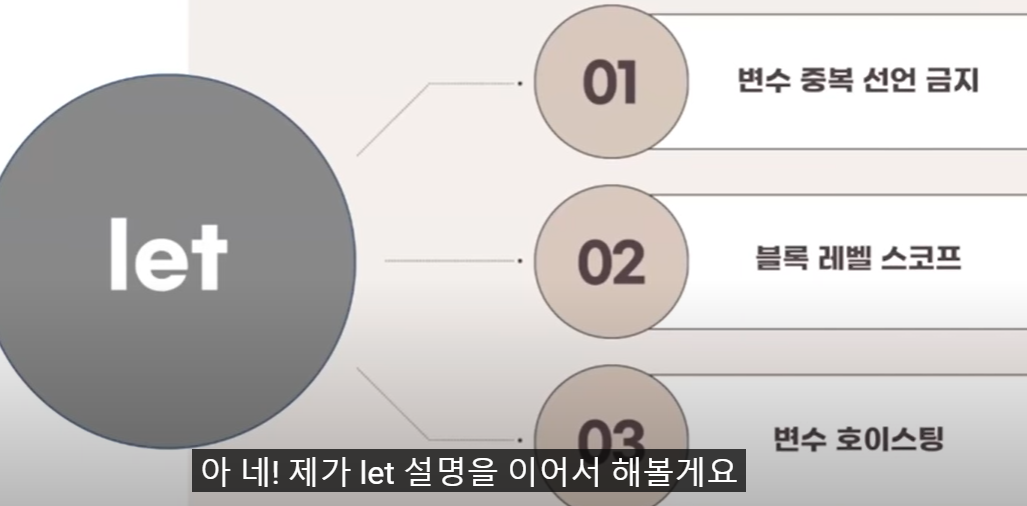 let
01
변수 중복 선언 금지
02
블록 레벨 스코프
03
변수 호이스팅
아 네! 제가 let 설명을 이어서 해볼게요